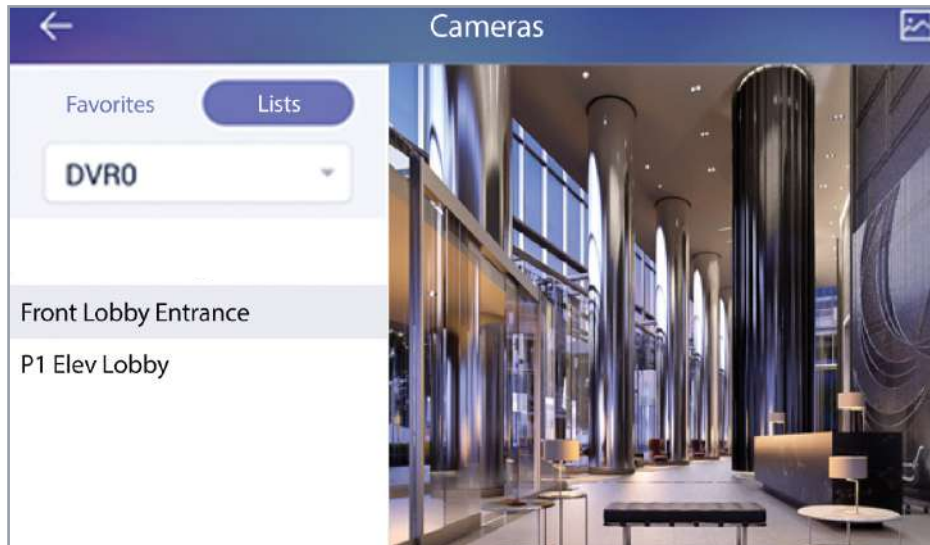 Cameras
Favorites
Lists
DVR0
Front Lobby Entrance
P1 Elev Lobby